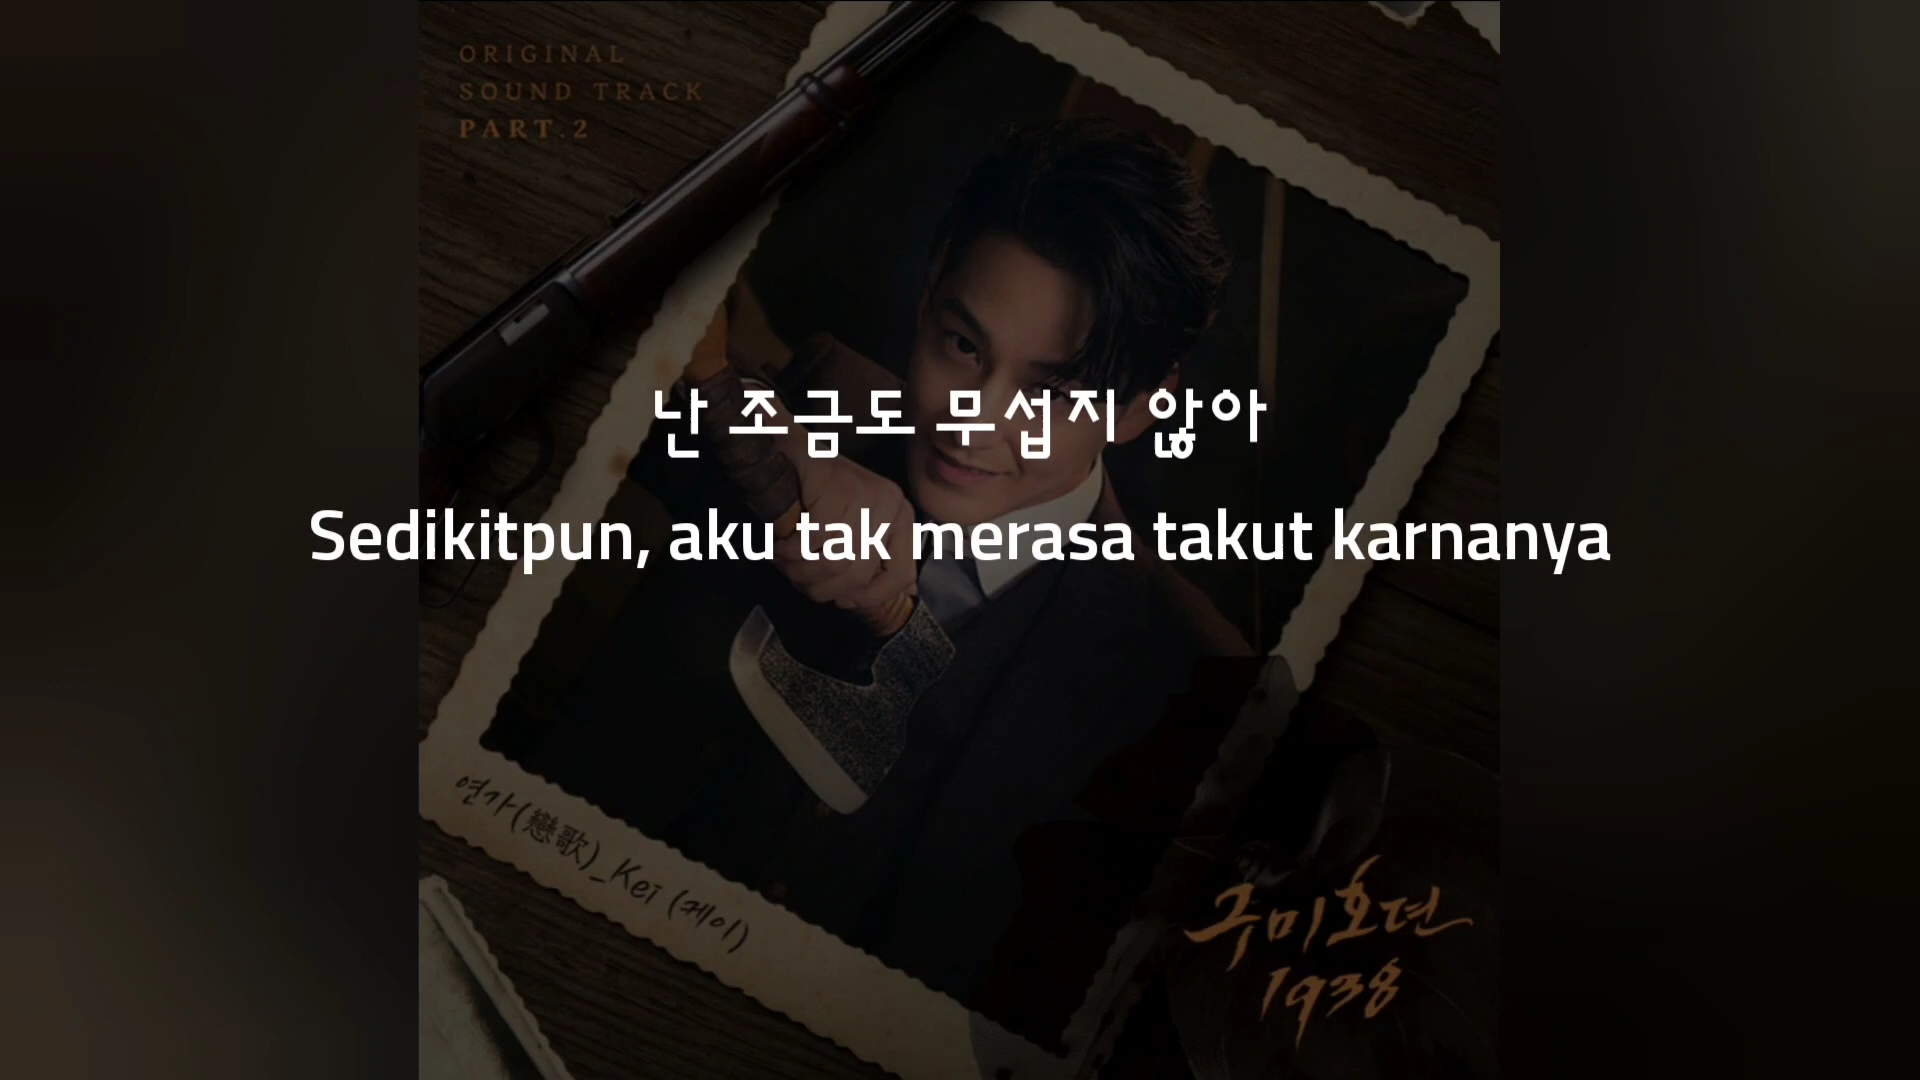 ORIGINAL
SOUND TRACK
PART.2
난 조금도 무섭지 않아
Sedikitpun, aku tak merasa takut karnanya
연가(戀歌)_Kei (케이)
구미호뎐
1938